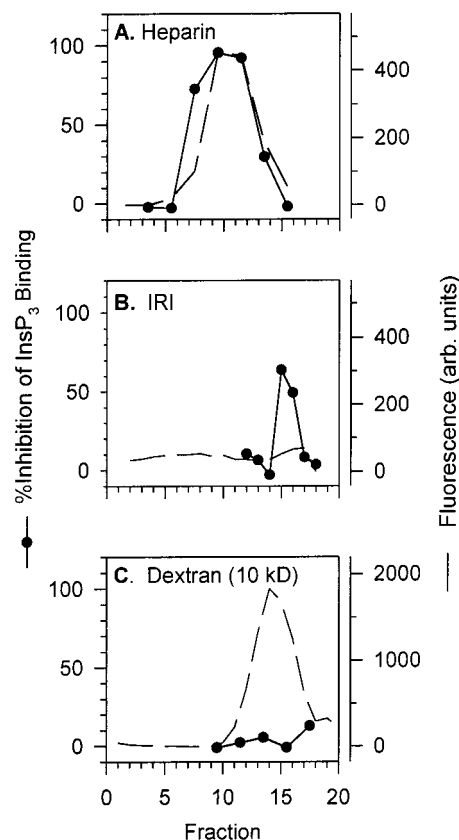 A. Heparin
100
50
0
400
200
0
B. IRI
100
50
0
400
200
0
C. Dextran (10 kD)
100
50
0
2000
1000
0
0 5 10 15 20
Fraction
%Inhibition of InsP3 Binding
Fluorescence (arb. units)